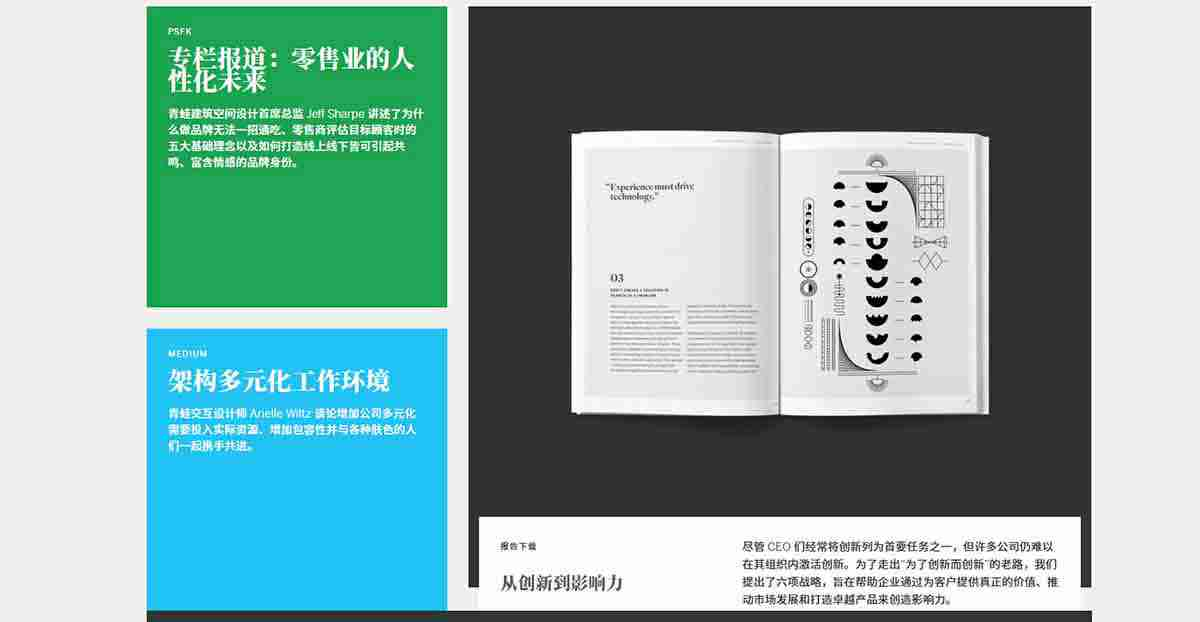 PSFK
专栏报道：零售业的人
性化未来
青蛙建筑空间设计首席总监 Jeff Sharpe 讲述了为什
么做品牌无法一招通吃、零售商评估目标顾客时的
五大基础理念以及如何打造线上线下皆可引起共
鸣、富含情感的品牌身份。
MEDIUM
架构多元化工作环境
青蛙交互设计师 Arielle Wiltz 谈论增加公司多元化
需要投入实际资源、增加包容性并与各种肤色的人
们一起携手共进。
“Experience must drive
technology.”
03
报告下载
从创新到影响力
尽管 CEO 们经常将创新列为首要任务之一，但许多公司仍难以
在其组织内激活创新。为了走出“为了创新而创新”的老路，我们
提出了六项战略，旨在帮助企业通过为客户提供真正的价值、推
动市场发展和打造卓越产品来创造影响力。